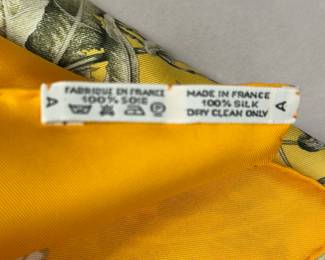 A
FABRIQUE EN FRANCE
100% SOIE
MADE IN FRANCE
100% SILK
DRY CLEAN ONLY
A